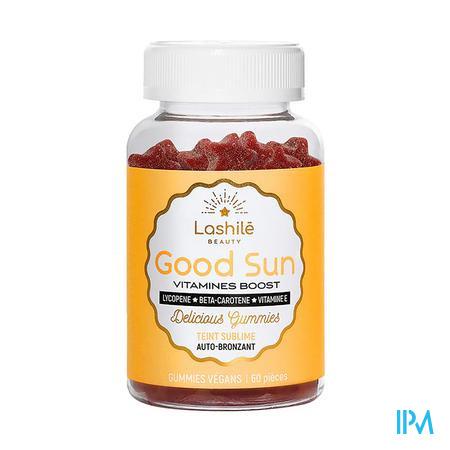 Lashilé
BEAUTY
Good Sun
VITAMINES BOOST
LYCOPENE ★ BETA-CAROTENE ★ VITAMINE E
Delicious Gummies
TEINT SUBLIME
AUTO-BRONZANT
GUMMIES VÉGANS | 60 pièces
IPM